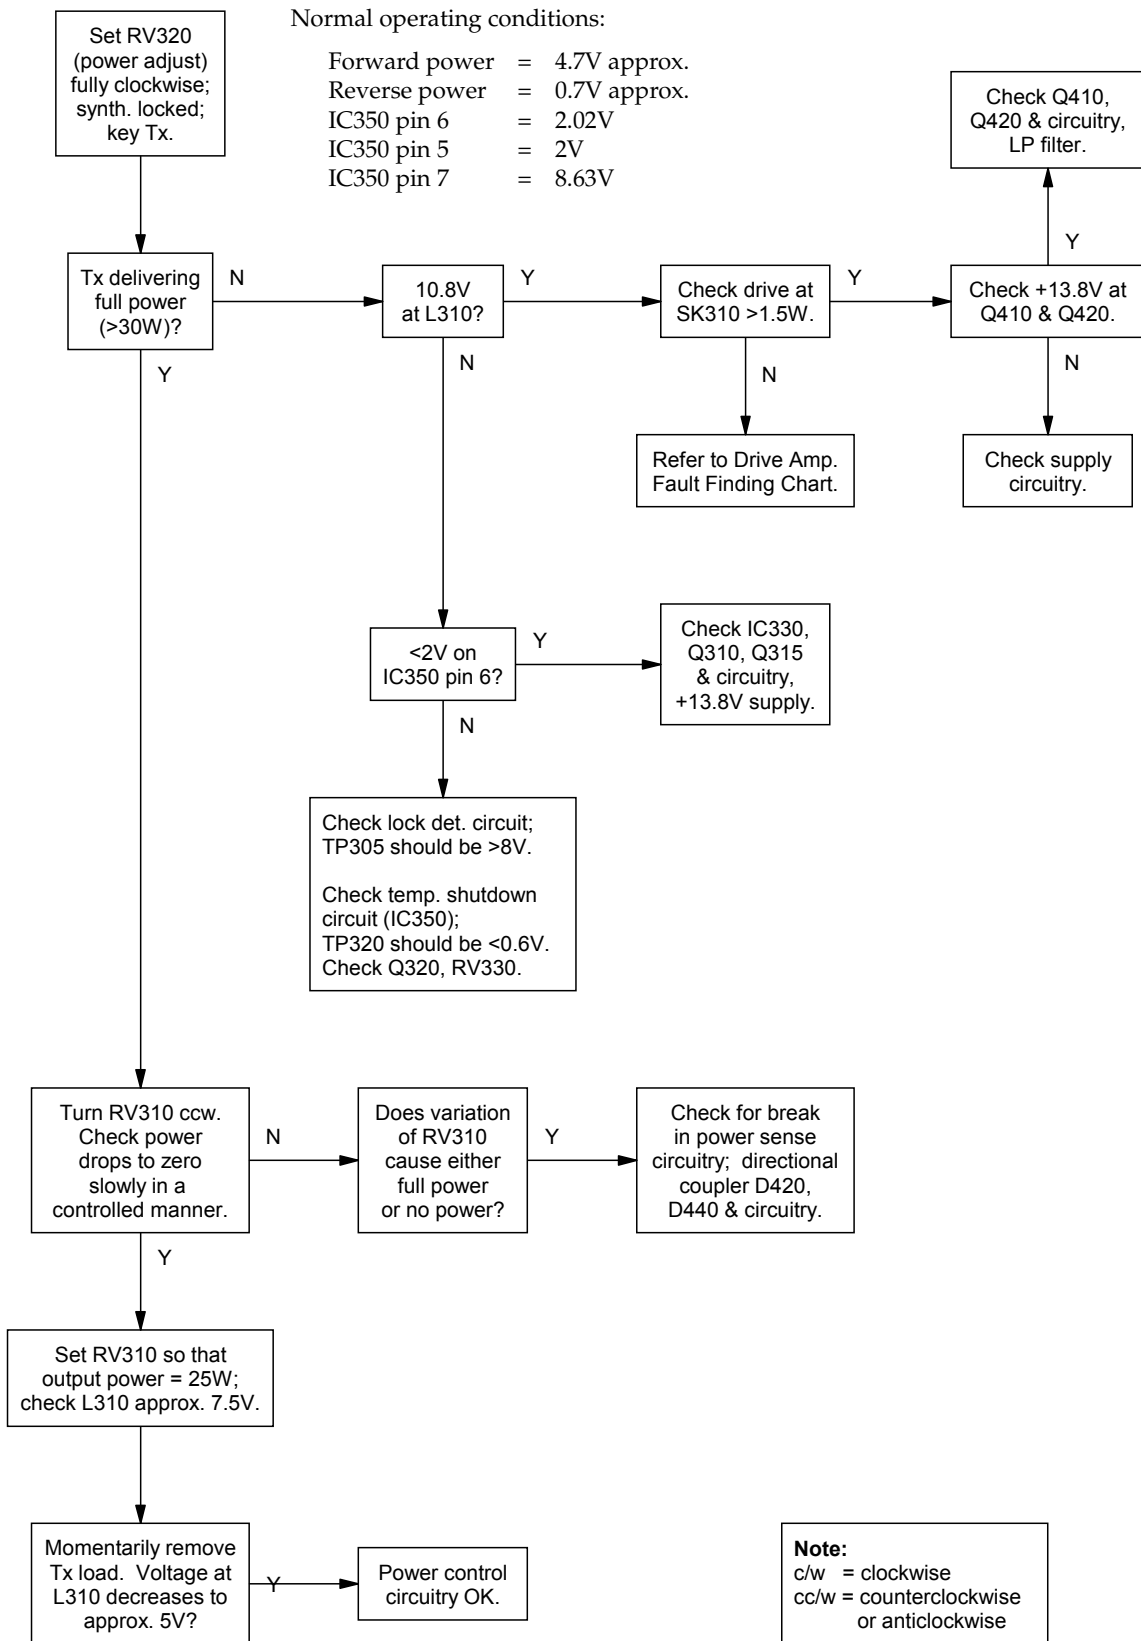 Set RV320
(power adjust)
fully clockwise;
synth. locked;
key Tx.
Normal operating conditions:
Forward power = 4.7V approx.
Reverse power = 0.7V approx.
IC350 pin 6 = 2.02V
IC350 pin 5 = 2V
IC350 pin 7 = 8.63V
Check Q410,
Q420 & circuitry,
LP filter.
Y
Tx delivering
full power
(>30W)?
N
10.8V
at L310?
Y
Check drive at
SK310 >1.5W.
Y
Check +13.8V at
Q410 & Q420.
Y
N
N
N
Refer to Drive Amp.
Fault Finding Chart.
Check supply
circuitry.
<2V on
IC350 pin 6?
Y
Check IC330,
Q310, Q315
& circuitry,
+13.8V supply.
N
Check lock det. circuit;
TP305 should be >8V.
Check temp. shutdown
circuit (IC350);
TP320 should be <0.6V.
Check Q320, RV330.
Turn RV310 ccw.
Check power
drops to zero
slowly in a
controlled manner.
N
Does variation
of RV310
cause either
full power
or no power?
Y
Check for break
in power sense
circuitry; directional
coupler D420,
D440 & circuitry.
Y
Set RV310 so that
output power = 25W;
check L310 approx. 7.5V.
Momentarily remove
Tx load. Voltage at
L310 decreases to
approx. 5V?
Y
Power control
circuitry OK.
Note:
c/w = clockwise
cc/w = counterclockwise
or anticlockwise